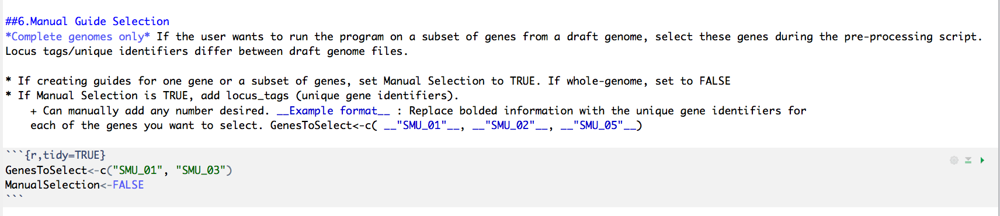 ##6.Manual Guide Selection
*Complete genomes only* If the user wants to run the program on a subset of genes from a draft genome, select these genes during the pre-processing script.
Locus tags/unique identifiers differ between draft genome files.
* If creating guides for one gene or a subset of genes, set Manual Selection to TRUE. If whole-genome, set to FALSE
* If Manual Selection is TRUE, add locus_tags (unique gene identifiers).
    + Can manually add any number desired. __Example format__ : Replace bolded information with the unique gene identifiers for
    each of the genes you want to select. GenesToSelect<-c( __"SMU_01"__, __"SMU_02"__, __"SMU_05"__)
```{r,tidy=TRUE}
GenesToSelect<-c("SMU_01", "SMU_03")
ManualSelection<-FALSE
```